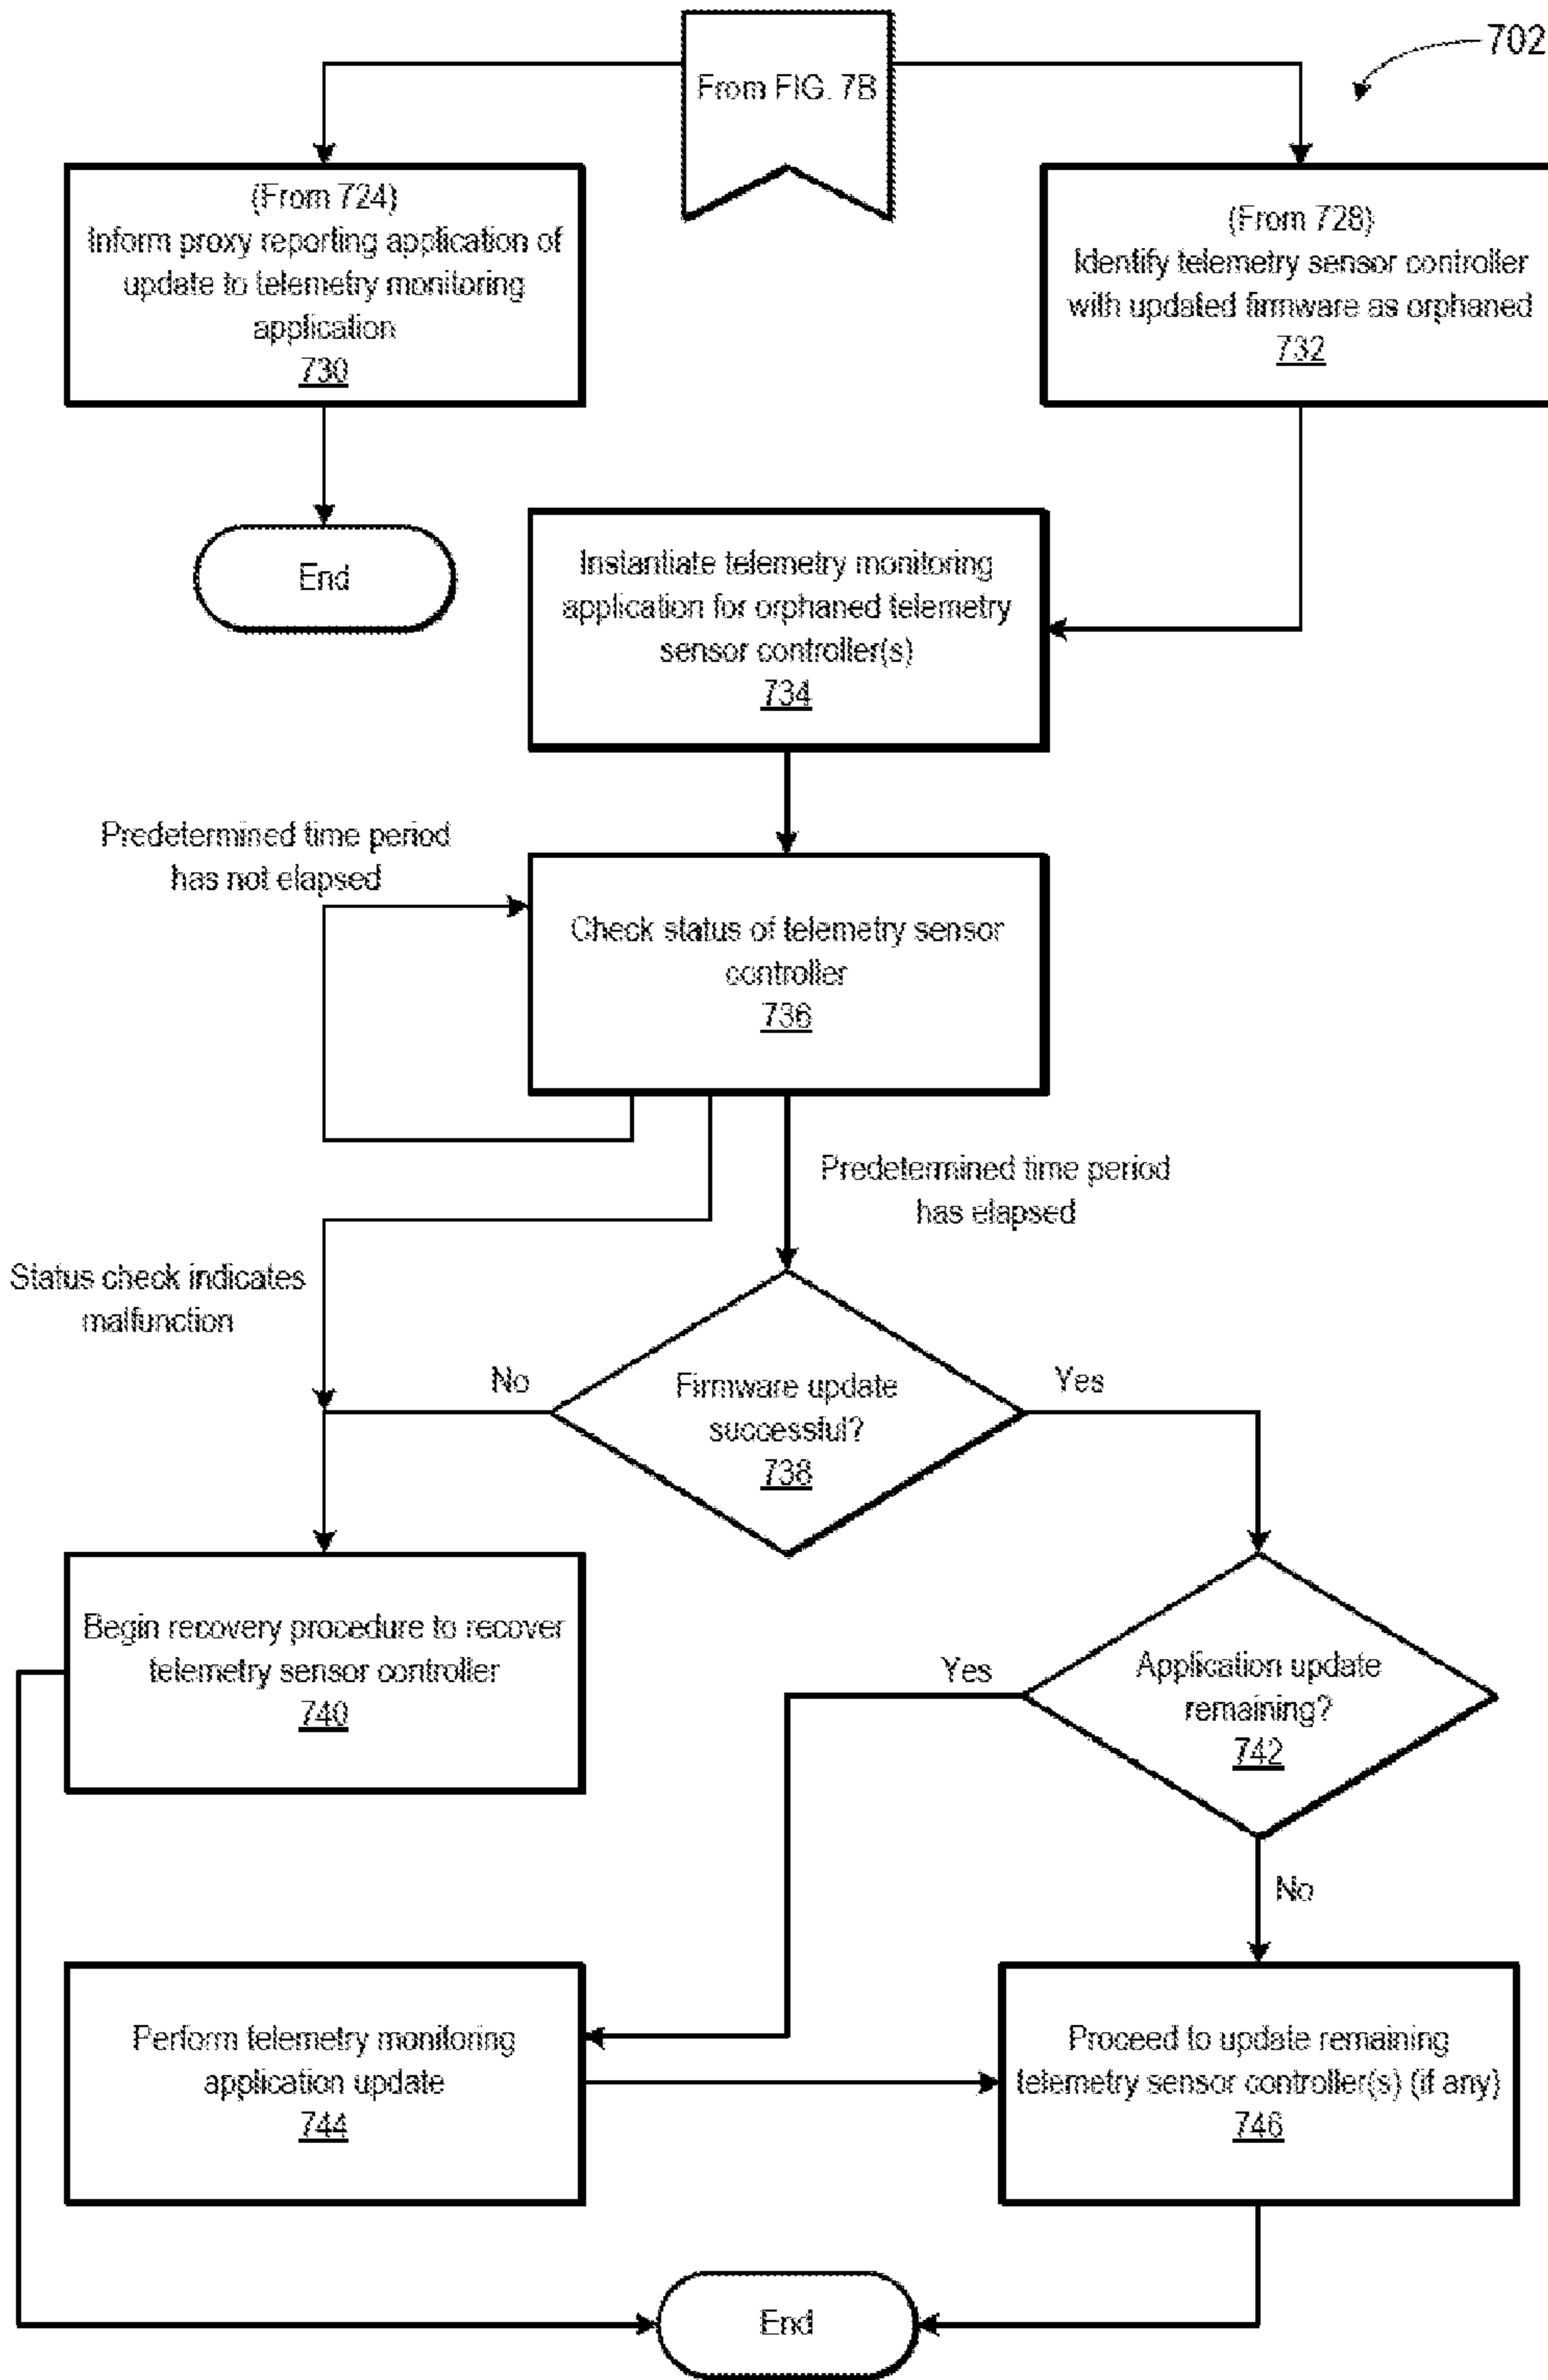 702
From FIG. 7B
(From 724)
Inform proxy reporting application of
update to telemetry monitoring
application
730
(From 728)
Identify telemetry sensor controller
with updated firmware as orphaned
732
End
Instantiate telemetry monitoring
application for orphaned telemetry
sensor controller(s)
734
Predetermined time period
has not elapsed
Check status of telemetry sensor
controller
736
Predetermined time period
has elapsed
Status check indicates
malfunction
No
Firmware update
successful?
738
Yes
Begin recovery procedure to recover
telemetry sensor controller
740
Yes
Application update
remaining?
742
No
Perform telemetry monitoring
application update
744
Proceed to update remaining
telemetry sensor controller(s) (if any)
746
End